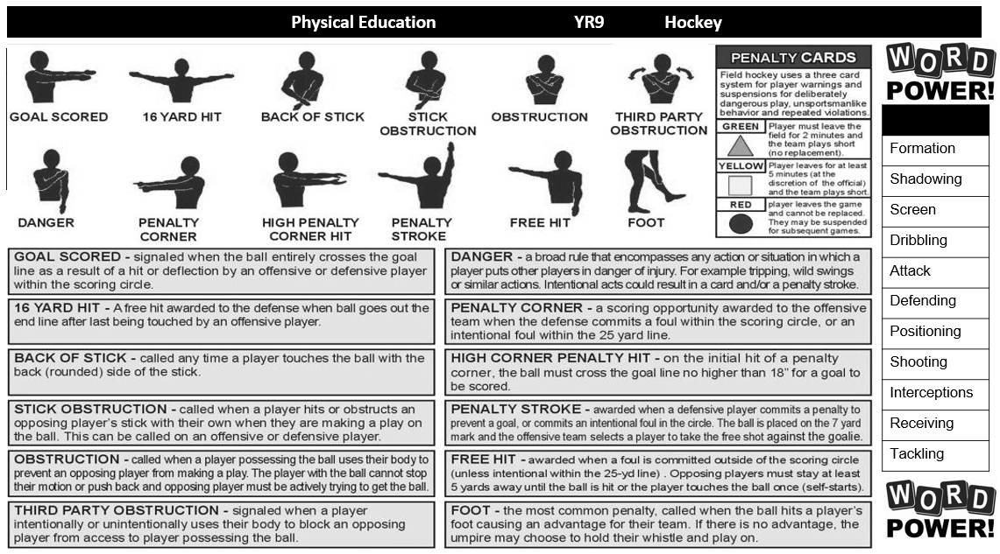 Physical Education YR9 Hockey
GOAL SCORED
16 YARD HIT
BACK OF STICK
STICK
OBSTRUCTION
OBSTRUCTION
THIRD PARTY
OBSTRUCTION
DANGER
PENALTY
CORNER
HIGH PENALTY
CORNER HIT
PENALTY
STROKE
FREE HIT
FOOT
PENALTY CARDS
Field hockey uses a three card
system for player warnings and
suspensions for deliberately
dangerous play, unsportsmanlike
behavior and repeated violations.
GREEN
Player must leave the
field for 2 minutes and
the team plays short
(no replacement).
YELLOW
Player leaves for at least
5 minutes (at the
discretion of the official)
and the team plays short.
RED
player leaves the game
and cannot be replaced.
They may be suspended
for subsequent games.
GOAL SCORED - signaled when the ball entirely crosses the goal
line as a result of a hit or deflection by an offensive or defensive player
within the scoring circle.
16 YARD HIT - A free hit awarded to the defense when ball goes out the
end line after last being touched by an offensive player.
BACK OF STICK - called any time a player touches the ball with the
back (rounded) side of the stick.
STICK OBSTRUCTION - called when a player hits or obstructs an
opposing player's stick with their own when they are making a play on
the ball. This can be called on an offensive or defensive player.
OBSTRUCTION - called when a player possessing the ball uses their body to
prevent an opposing player from making a play. The player with the ball cannot stop
their motion or push back and opposing player must be actively trying to get the ball.
THIRD PARTY OBSTRUCTION - signaled when a player
intentionally or unintentionally uses their body to block an opposing
player from access to player possessing the ball.
DANGER - a broad rule that encompasses any action or situation in which a
player puts other players in danger of injury. For example tripping, wild swings
or similar actions. Intentional acts could result in a card and/or a penalty stroke.
PENALTY CORNER - a scoring opportunity awarded to the offensive
team when the defense commits a foul within the scoring circle, or an
intentional foul within the 25 yard line.
HIGH CORNER PENALTY HIT - on the initial hit of a penalty
corner, the ball must cross the goal line no higher than 18" for a goal to
be scored.
PENALTY STROKE - awarded when a defensive player commits a penalty to
prevent a goal, or commits an intentional foul in the circle. The ball is placed on the 7 yard
mark and the offensive team selects a player to take the free shot against the goalie.
FREE HIT - awarded when a foul is committed outside of the scoring circle
(unless intentional within the 25-yd line) . Opposing players must stay at least
5 yards away until the ball is hit or the player touches the ball once (self-starts).
FOOT - the most common penalty, called when the ball hits a player's
foot causing an advantage for their team. If there is no advantage, the
umpire may choose to hold their whistle and play on.
WORD
POWER!
Formation
Shadowing
Screen
Dribbling
Attack
Defending
Positioning
Shooting
Interceptions
Receiving
Tackling
WORD
POWER!